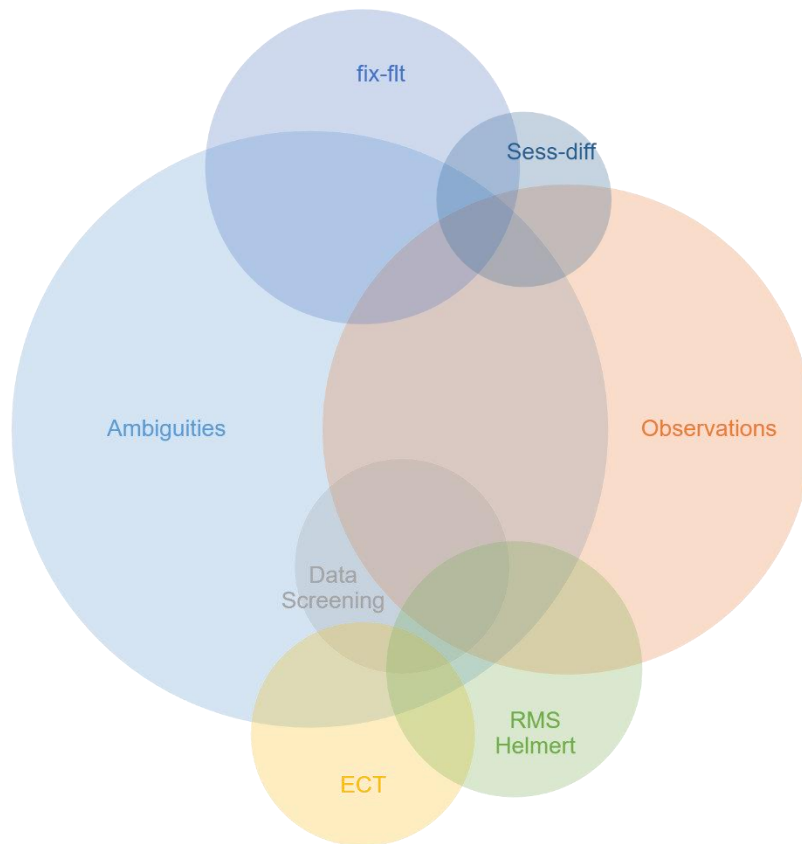 fix-flt
Sess-diff
Ambiguities
Observations
Data
Screening
RMS
Helmert
ECT